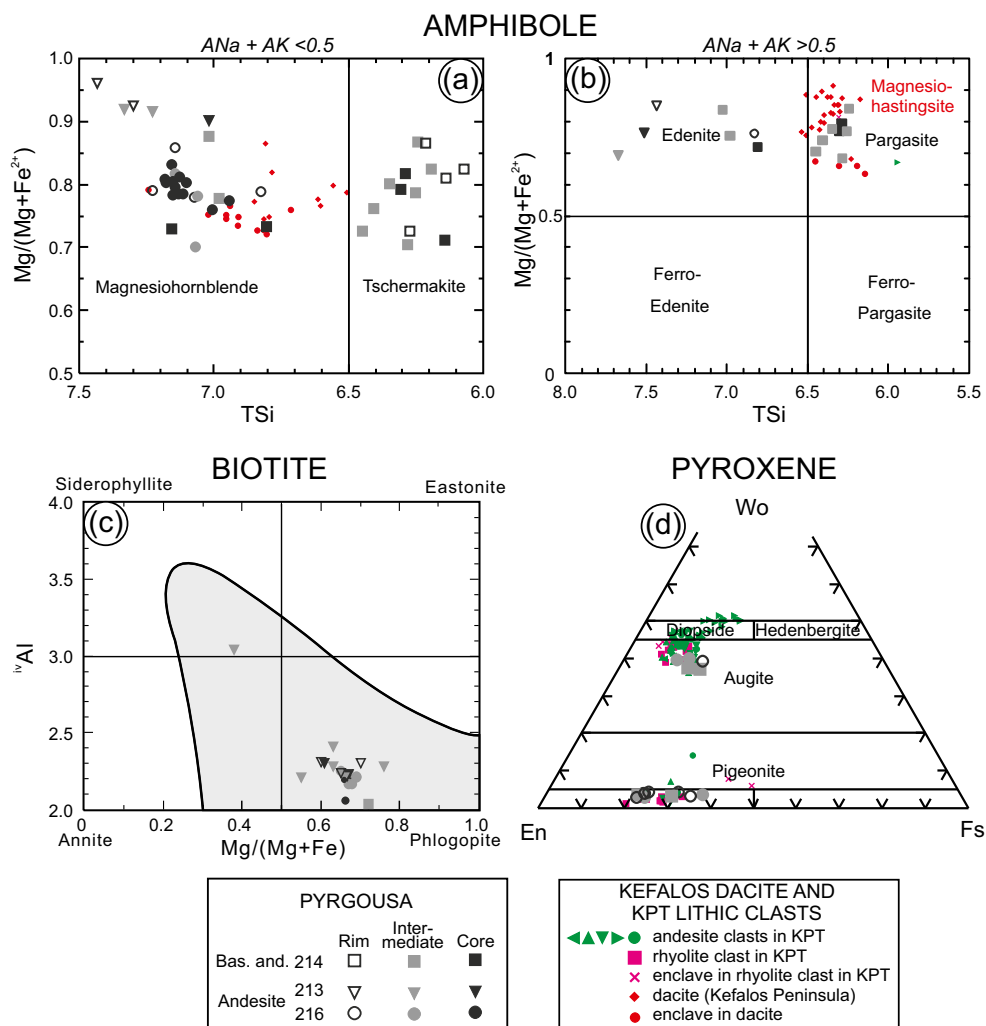 AMPHIBOLE
ANa + AK <0.5
(a)
1.0
0.9
0.8
0.7
0.6
0.5
Mg/(Mg+Fe²⁺)
Magnesiohornblende
Tschermakite
7.5
7.0
6.5
6.0
TSi
ANa + AK >0.5
(b)
1
0.5
0
Mg/(Mg+Fe²⁺)
Edenite
Magnesio-
hastingsite
Pargasite
Ferro-
Edenite
Ferro-
Pargasite
8.0
7.5
7.0
6.5
6.0
5.5
TSi
BIOTITE
Siderophyllite
Eastonite
(c)
4.0
3.5
3.0
2.5
2.0
ⁱᵛAl
0.0
0.2
0.4
0.6
0.8
1.0
Annite
Mg/(Mg+Fe)
Phlogopite
PYROXENE
(d)
Wo
Diopside
Hedenbergite
Augite
Pigeonite
En
Fs
PYRGOUSA
Rim
Inter-
mediate
Core
Bas. and. 214
Andesite
213
216
KEFALOS DACITE AND
KPT LITHIC CLASTS
andesite clasts in KPT
rhyolite clast in KPT
enclave in rhyolite clast in KPT
dacite (Kefalos Peninsula)
enclave in dacite